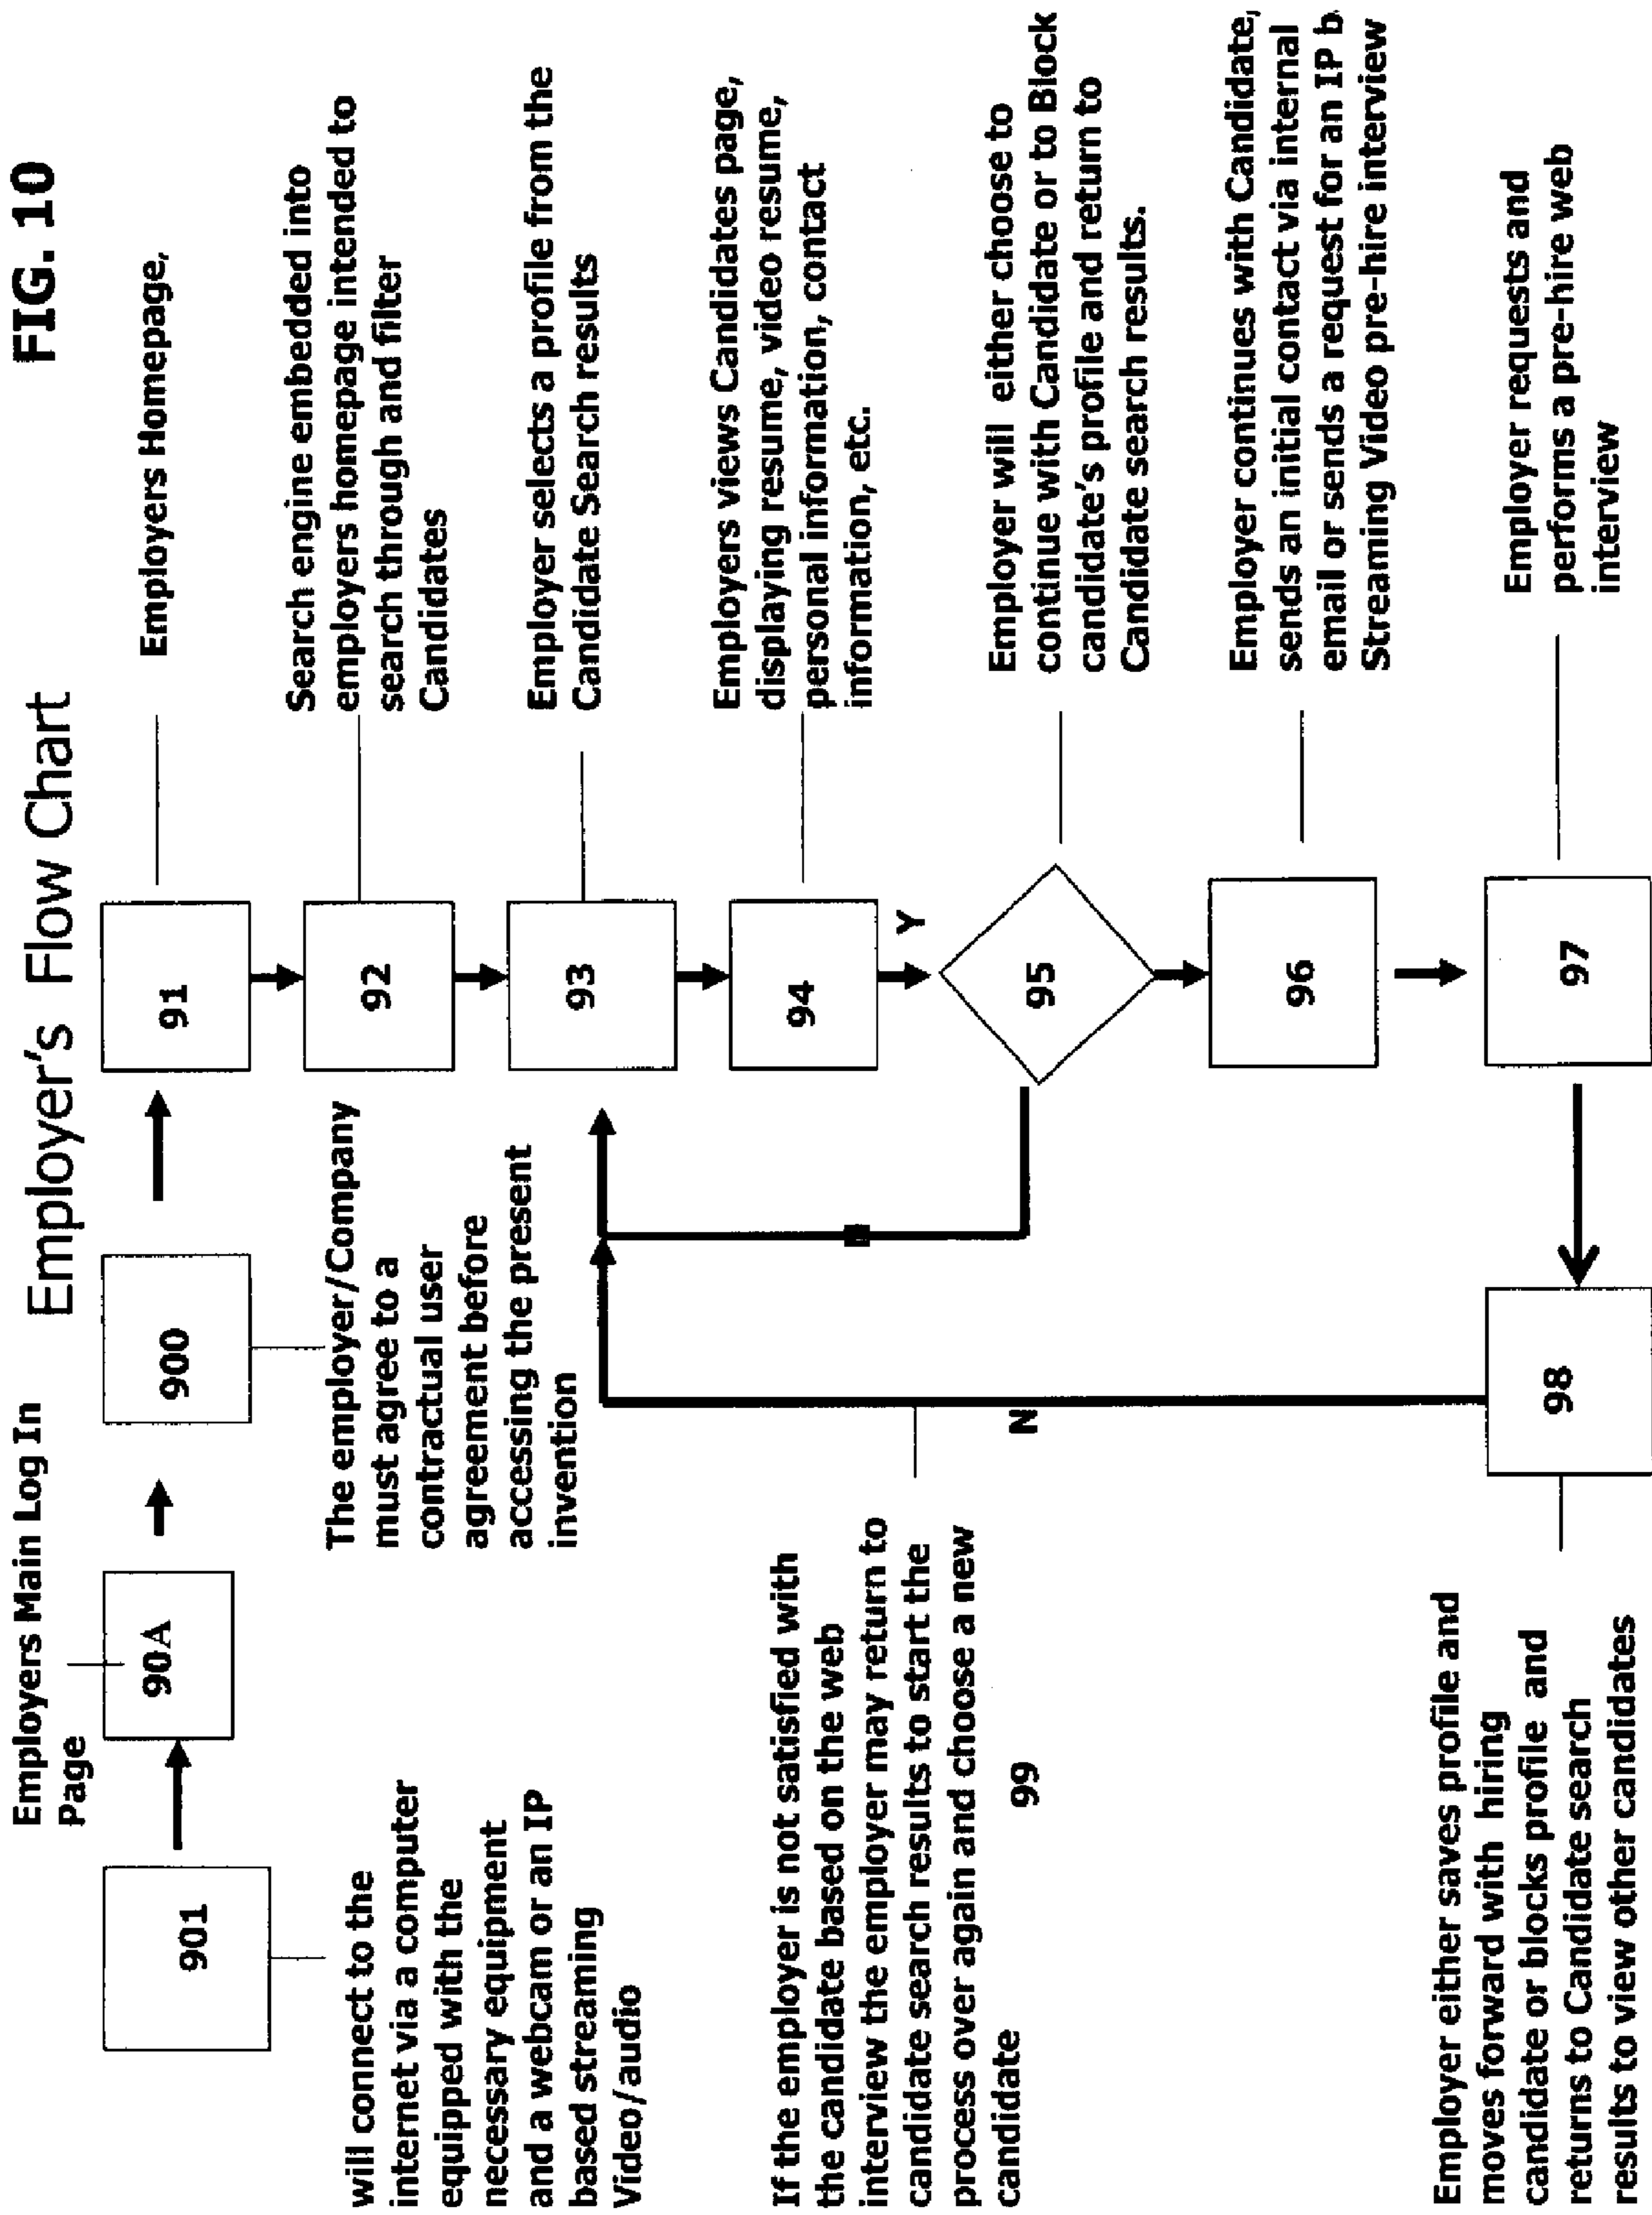 FIG. 10
Employer's Flow Chart
Employers Main Log In
Page
901
90A
900
91
Employers Homepage,
will connect to the
internet via a computer
equipped with the
necessary equipment
and a webcam or an IP
based streaming
Video/audio
The employer/Company
must agree to a
contractual user
agreement before
accessing the present
invention
92
Search engine embedded into
employers homepage intended to
search through and filter
Candidates
93
Employer selects a profile from the
Candidate Search results
94
Employers views Candidates page,
displaying resume, video resume,
personal information, contact
information, etc.
Y
95
Employer will either choose to
continue with Candidate or to Block
candidate's profile and return to
Candidate search results.
If the employer is not satisfied with
the candidate based on the web
interview the employer may return to
candidate search results to start the
process over again and choose a new
candidate
99
N
96
Employer continues with Candidate,
sends an initial contact via internal
email or sends a request for an IP b
Streaming Video pre-hire interview
97
Employer requests and
performs a pre-hire web
interview
98
Employer either saves profile and
moves forward with hiring
candidate or blocks profile and
returns to Candidate search
results to view other candidates